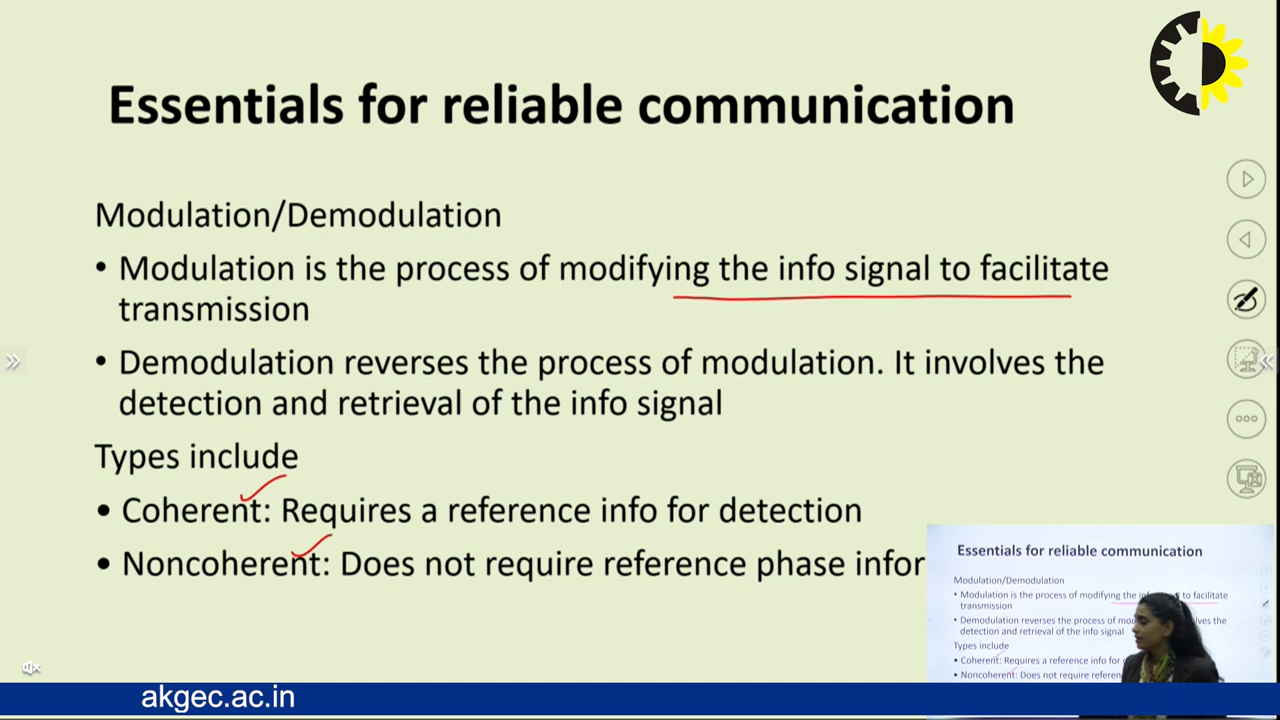 Essentials for reliable communication
Modulation/Demodulation
• Modulation is the process of modifying the info signal to facilitate
transmission
• Demodulation reverses the process of modulation. It involves the
detection and retrieval of the info signal
Types include
• Coherent: Requires a reference info for detection
• Noncoherent: Does not require reference phase infor
Essentials for reliable communication
Modulation/Demodulation
• Modulation is the process of modifying the to facilitate
transmission
• Demodulation reverses the process of the
detection and retrieval of the info signal
Types include
• Coherent: Requires a reference info for
• Noncoherent: Does not require
akgec.ac.in